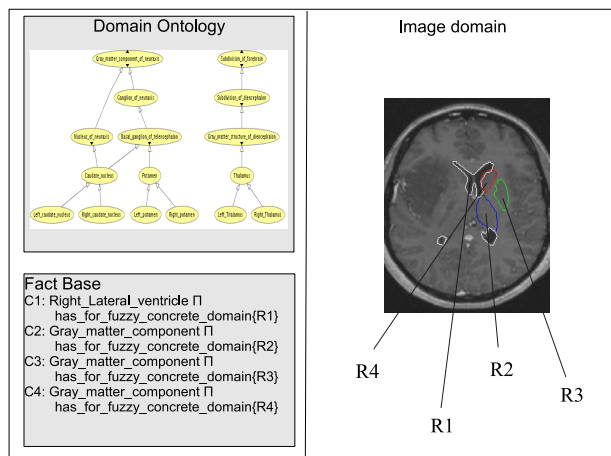 Domain Ontology
Image domain
Gray_matter_component_of_neuraxis
Subdivision_of_forebrain
Ganglion_of_neuraxis
Subdivision_of_diencephalon
Nucleus_of_neuraxis
Basal_ganglion_of_telencephalon
Gray_matter_structure_of_diencephalon
Caudate_nucleus
Putamen
Thalamus
Left_caudate_nucleus
Right_caudate_nucleus
Left_putamen
Right_putamen
Left_Thalamus
Right_Thalamus
Fact Base
C1: Right_Lateral_ventricle Π
has_for_fuzzy_concrete_domain{R1}
C2: Gray_matter_component Π
has_for_fuzzy_concrete_domain{R2}
C3: Gray_matter_component Π
has_for_fuzzy_concrete_domain{R3}
C4: Gray_matter_component Π
has_for_fuzzy_concrete_domain{R4}
R4
R2
R3
R1